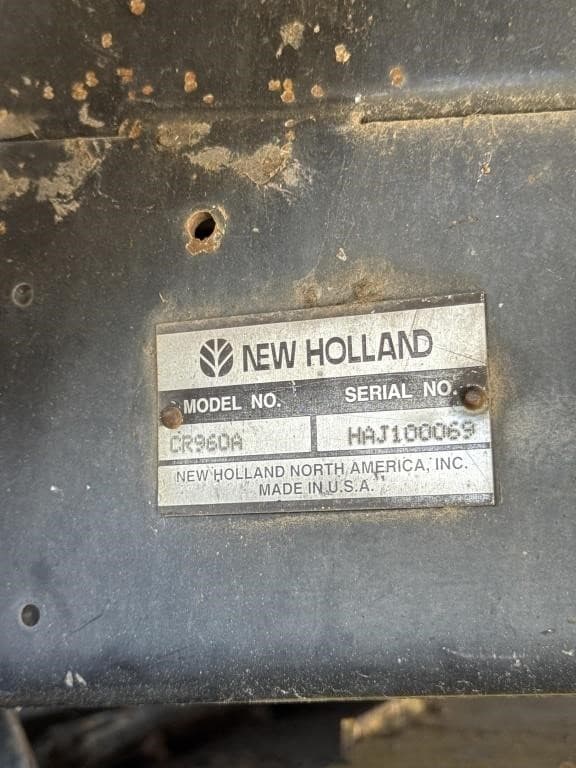 NEW HOLLAND
MODEL NO. SERIAL NO.
CR960A HAJ100069
NEW HOLLAND NORTH AMERICA, INC.
MADE IN U.S.A.